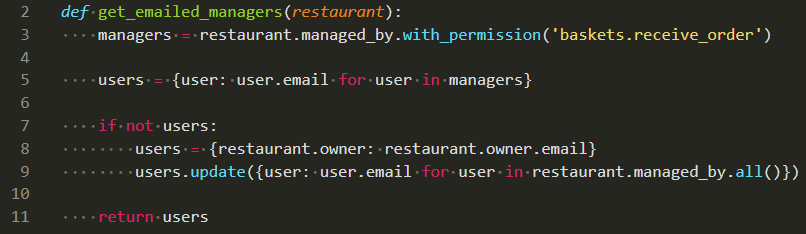 2 def get_emailed_managers(restaurant):
3     managers = restaurant.managed_by.with_permission('baskets.receive_order')
4
5     users = {user: user.email for user in managers}
6
7     if not users:
8         users = {restaurant.owner: restaurant.owner.email}
9         users.update({user: user.email for user in restaurant.managed_by.all()})
10
11     return users